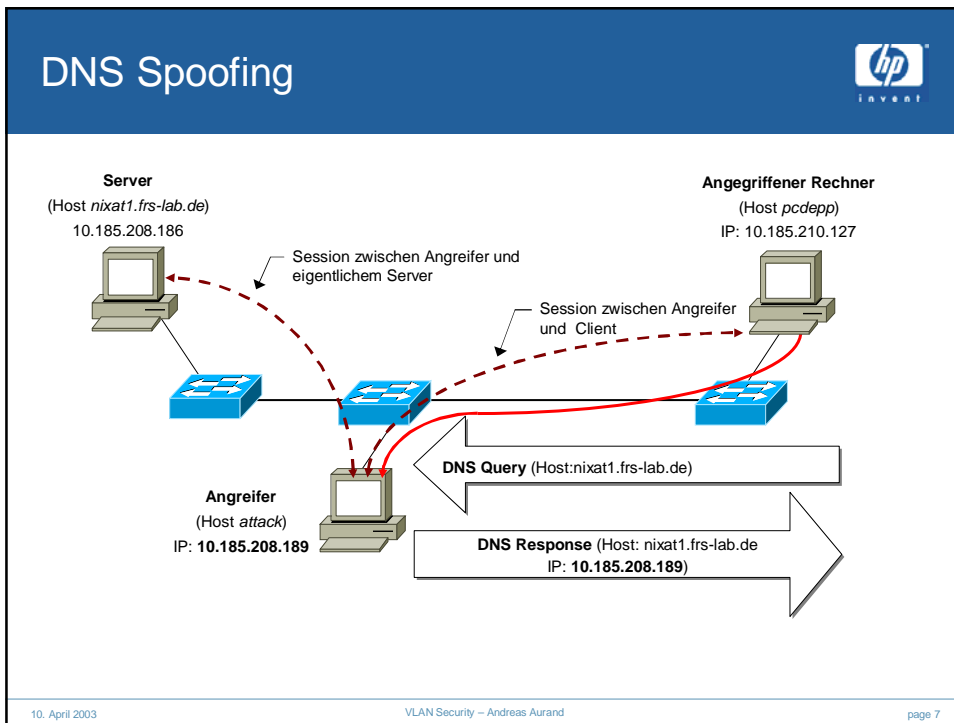 DNS Spoofing
hp
invent
Server
(Host nixat1.frs-lab.de)
10.185.208.186
Angegriffener Rechner
(Host pcdepp)
IP: 10.185.210.127
Session zwischen Angreifer und
eigentlichem Server
Session zwischen Angreifer
und Client
DNS Query (Host:nixat1.frs-lab.de)
Angreifer
(Host attack)
IP: 10.185.208.189
DNS Response (Host: nixat1.frs-lab.de
IP: 10.185.208.189)
10. April 2003
VLAN Security – Andreas Aurand
page 7